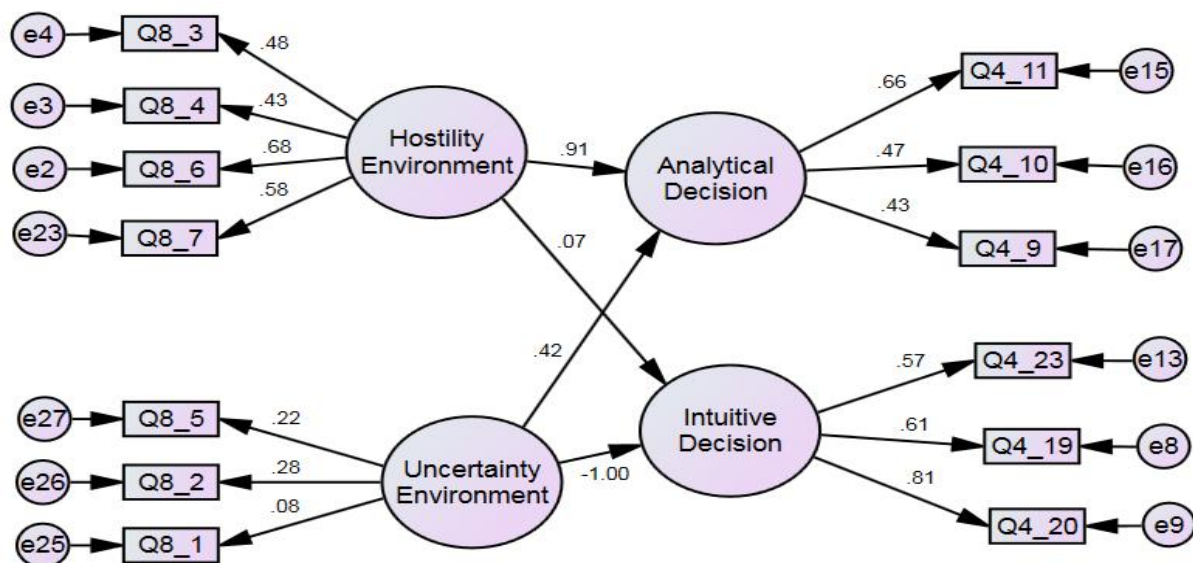 e4
Q8_3
.48
e3
Q8_4
.43
e2
Q8_6
.68
e23
Q8_7
.58
Hostility
Environment
.91
.07
Analytical
Decision
.66
Q4_11
e15
.47
Q4_10
e16
.43
Q4_9
e17
.42
e27
Q8_5
.22
e26
Q8_2
.28
e25
Q8_1
.08
Uncertainty
Environment
-1.00
Intuitive
Decision
.57
Q4_23
e13
.61
Q4_19
e8
.81
Q4_20
e9